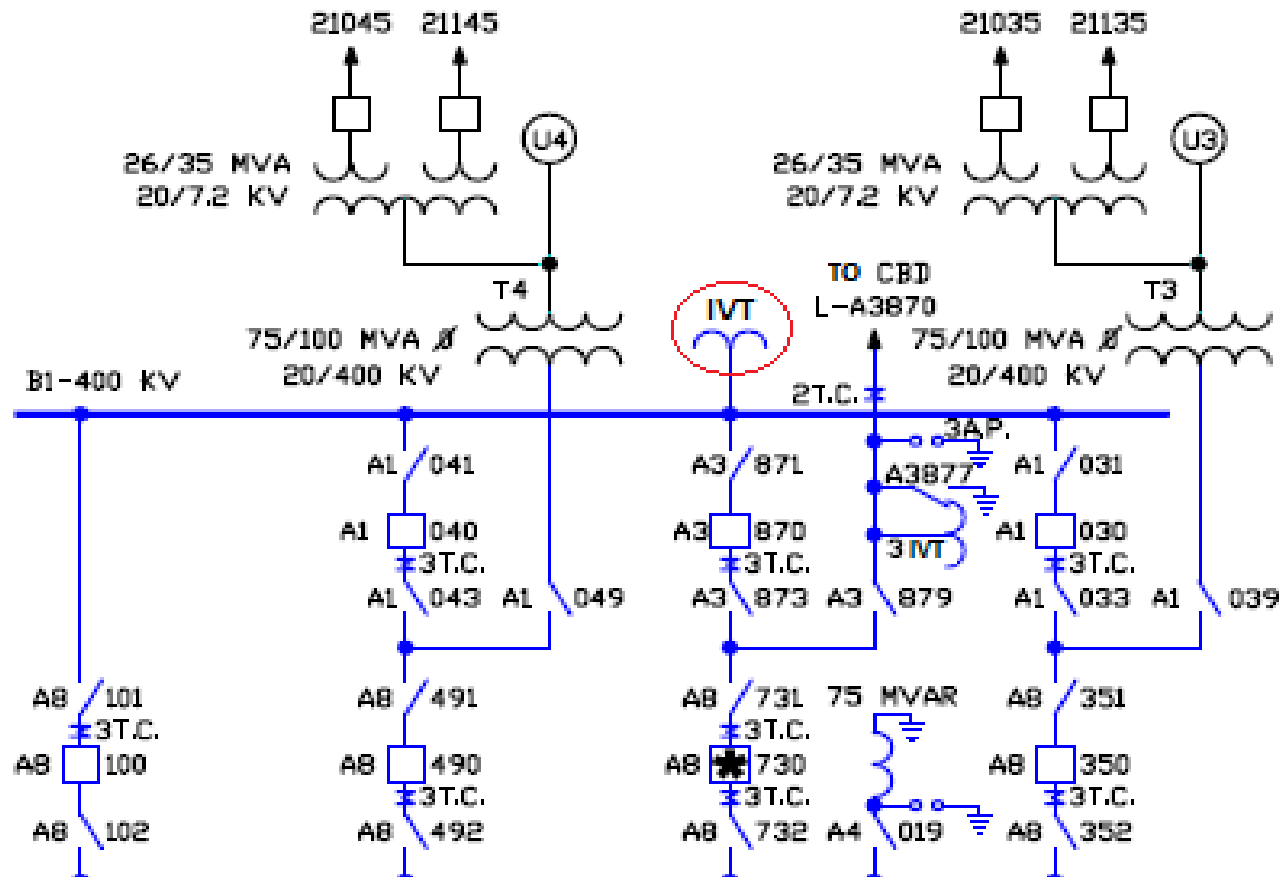 21045 21145 21035 21135
U4 U3
26/35 MVA 26/35 MVA
20/7.2 KV 20/7.2 KV
TO CBD
T4 IVT L-A3870 T3
75/100 MVA Ø 75/100 MVA Ø
20/400 KV 20/400 KV
B1-400 KV
2T.C.
3A.P.
A1 041 A3 871 A3877 A1 031
A1 040 A3 870 A1 030
3T.C. 3T.C. 3 IVT 3T.C.
A1 043 A1 049 A3 873 A3 879 A1 033 A1 039
A8 101 A8 491 A8 731 75 MVAR A8 351
3T.C. 3T.C.
A8 100 A8 490 A8 730 A8 350
3T.C. 3T.C. 3T.C.
A8 102 A8 492 A8 732 A4 019 A8 352